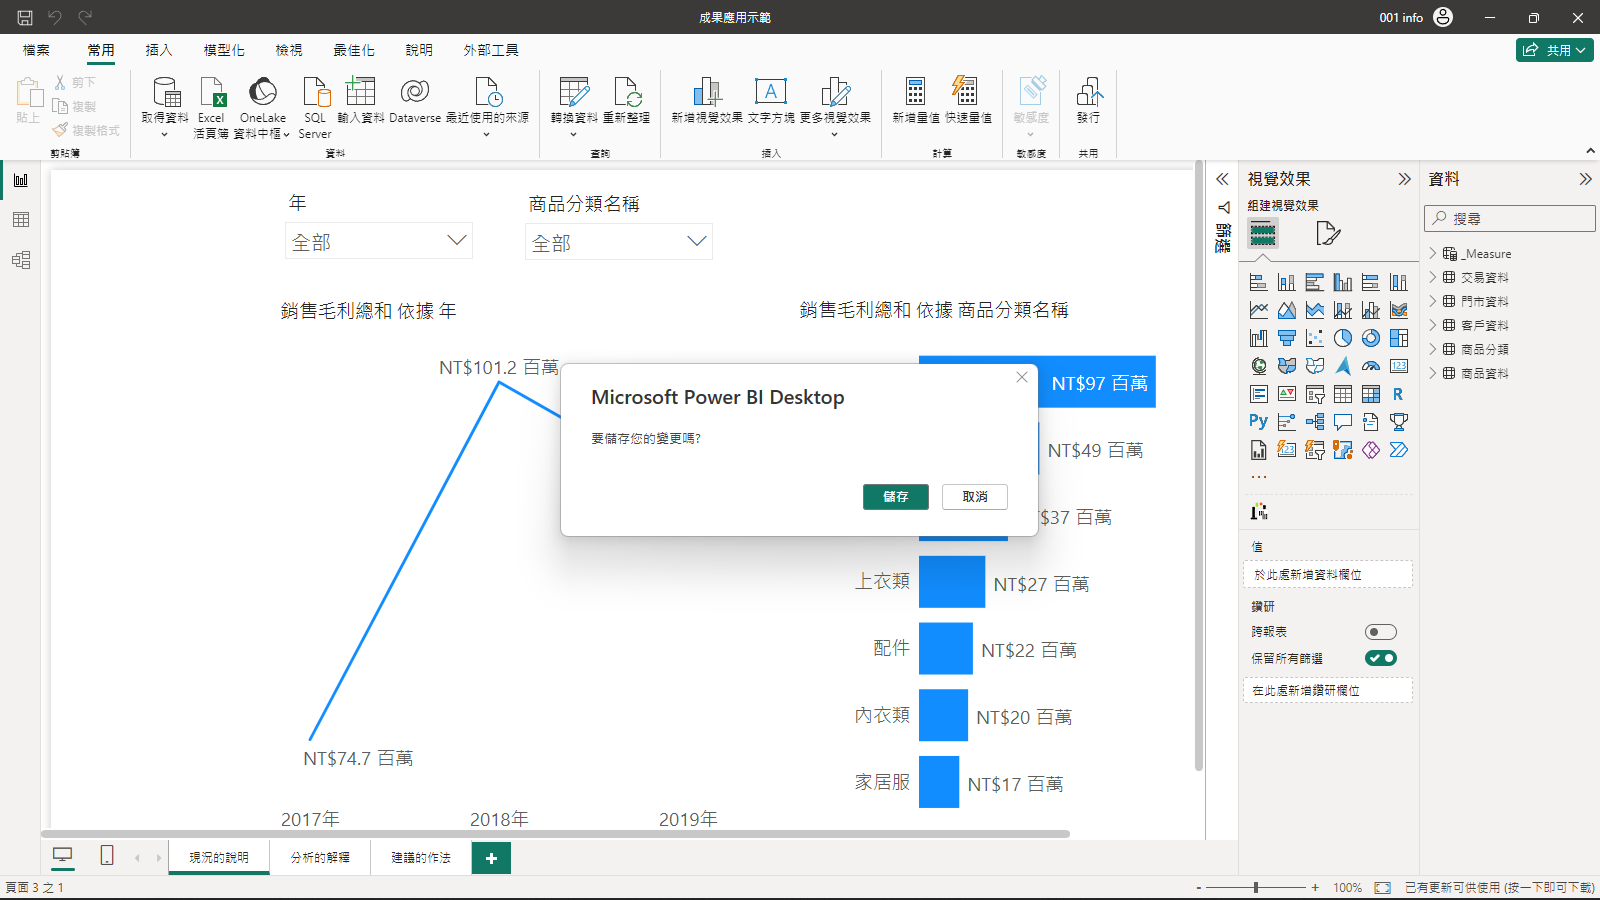 成果應用示範
001 info
檔案 常用 插入 模型化 檢視 最佳化 說明 外部工具
共用
貼上
剪下
複製
複製格式
剪貼簿
取得資料
Excel 活頁簿
OneLake 資料中樞
SQL Server
輸入資料
Dataverse
最近使用的來源
資料
轉換資料
重新整理
查詢
新增視覺效果
文字方塊
更多視覺效果
插入
新增量值
快速量值
計算
敏感度
敏感度
發行
共用
年
全部
商品分類名稱
全部
銷售毛利總和 依據 年
NT$101.2 百萬
NT$74.7 百萬
2017年 2018年 2019年
銷售毛利總和 依據 商品分類名稱
NT$97 百萬
NT$49 百萬
$37 百萬
上衣類 NT$27 百萬
配件 NT$22 百萬
內衣類 NT$20 百萬
家居服 NT$17 百萬
Microsoft Power BI Desktop
要儲存您的變更嗎?
儲存 取消
篩選
視覺效果
組建視覺效果
123
R
Py
123
...
值
於此處新增資料欄位
鑽研
跨報表
保留所有篩選
在此處新增鑽研欄位
資料
搜尋
_Measure
交易資料
門市資料
客戶資料
商品分類
商品資料
現況的說明 分析的解釋 建議的作法
頁面 3 之 1
- + 100% 已有更新可供使用 (按一下即可下載)